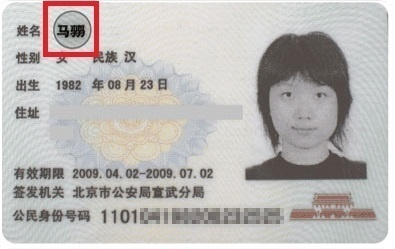 姓名 马𩧢
性别 女 民族 汉
出生 1982 年 08 月 23 日
住址
有效期限 2009.04.02-2009.07.02
签发机关 北京市公安局宣武分局
公民身份号码 1101